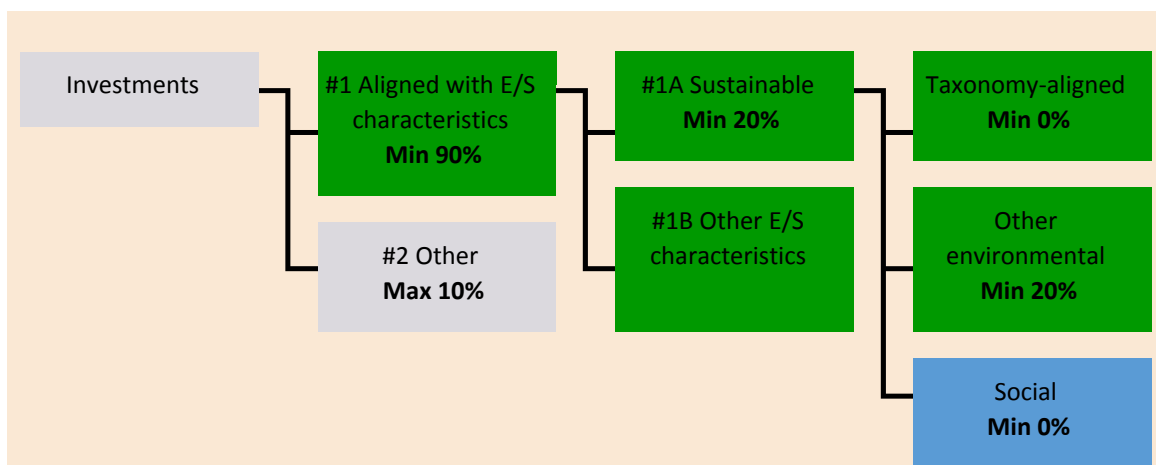 Investments
#1 Aligned with E/S
characteristics
Min 90%
#2 Other
Max 10%
#1A Sustainable
Min 20%
#1B Other E/S
characteristics
Taxonomy-aligned
Min 0%
Other
environmental
Min 20%
Social
Min 0%